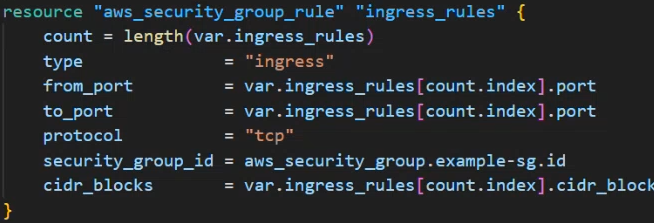 resource "aws_security_group_rule" "ingress_rules" {
    count = length(var.ingress_rules)
    type              = "ingress"
    from_port         = var.ingress_rules[count.index].port
    to_port           = var.ingress_rules[count.index].port
    protocol          = "tcp"
    security_group_id = aws_security_group.example-sg.id
    cidr_blocks       = var.ingress_rules[count.index].cidr_block
}